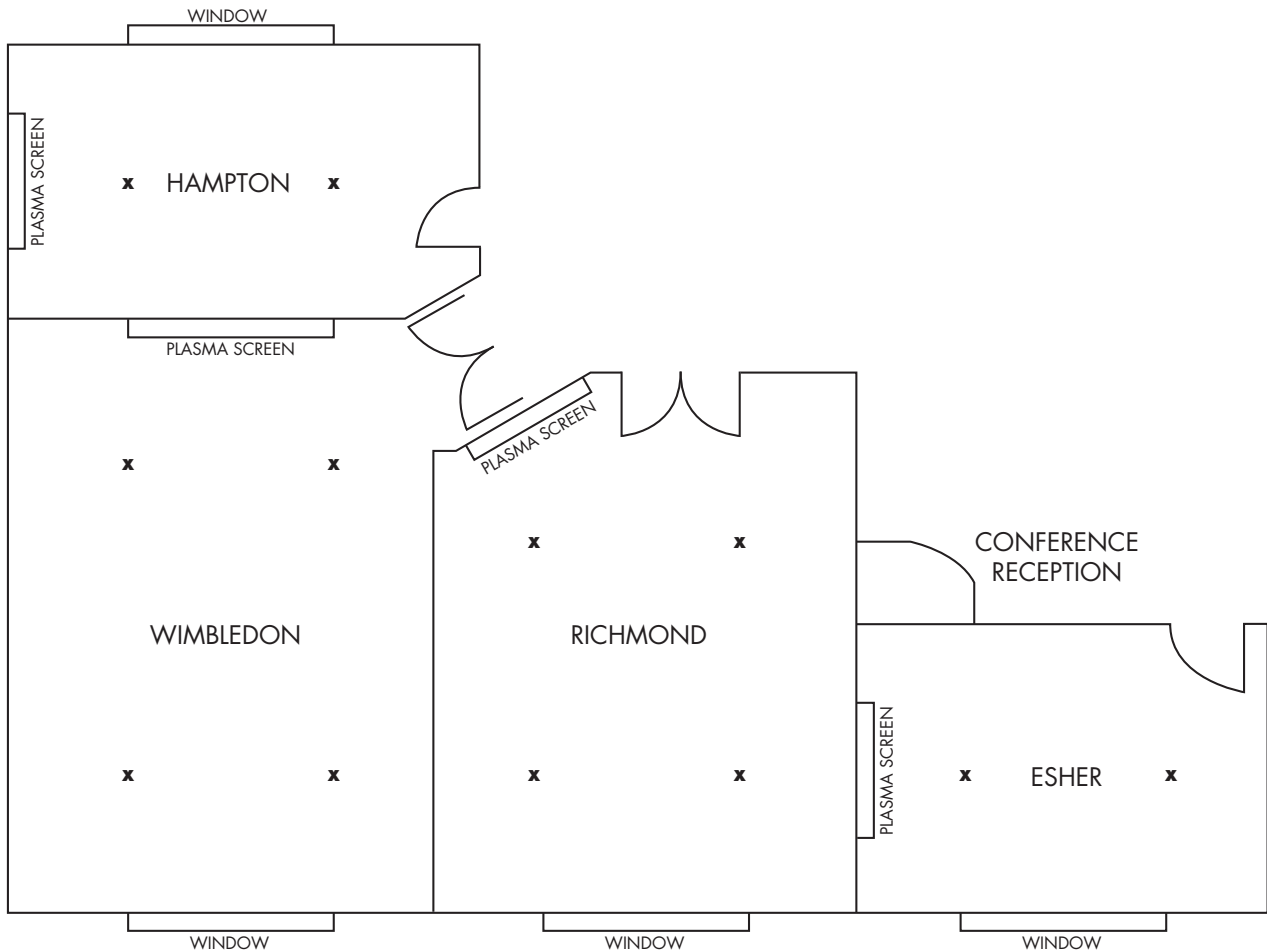 WINDOW
PLASMA SCREEN
x HAMPTON x
PLASMA SCREEN
PLASMA SCREEN
x x
x x
CONFERENCE
RECEPTION
WIMBLEDON
RICHMOND
PLASMA SCREEN
x x
x x
x ESHER x
WINDOW
WINDOW
WINDOW